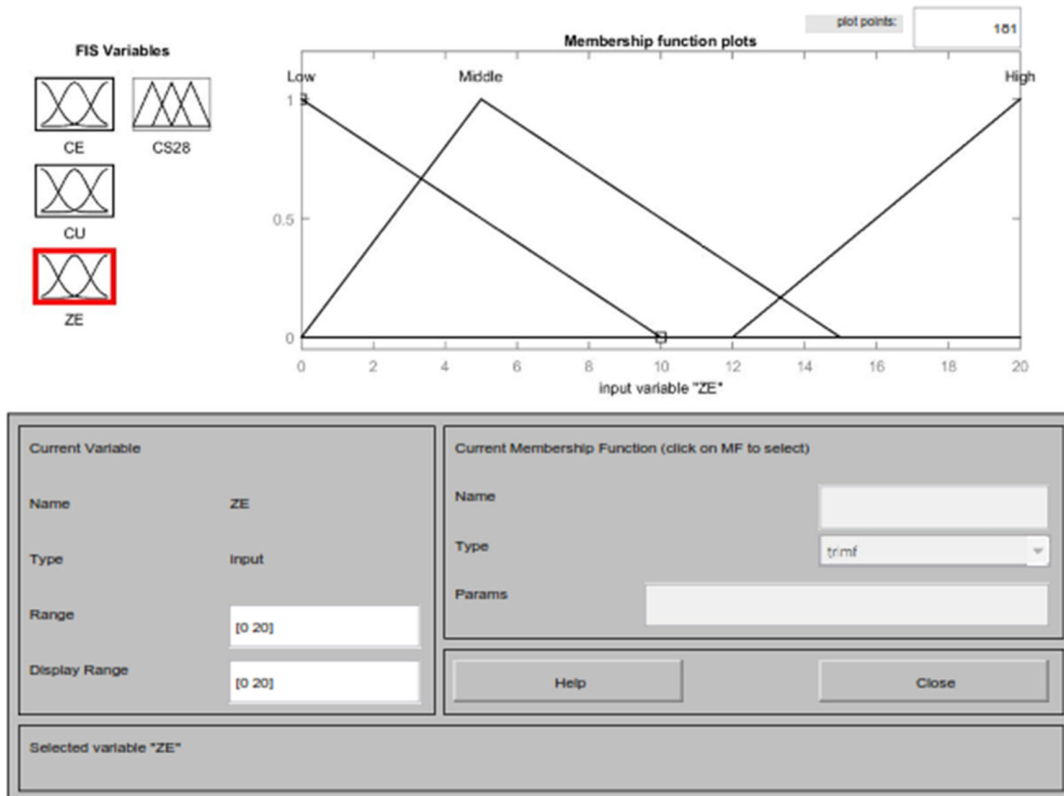 plot points:
181
FIS Variables
Membership function plots
CE
CS28
CU
ZE
Low
Middle
High
1
0.5
0
0 2 4 6 8 10 12 14 16 18 20
input variable "ZE"
Current Variable
Name ZE
Type input
Range [0 20]
Display Range [0 20]
Current Membership Function (click on MF to select)
Name
Type trimf
Params
Help
Close
Selected variable "ZE"